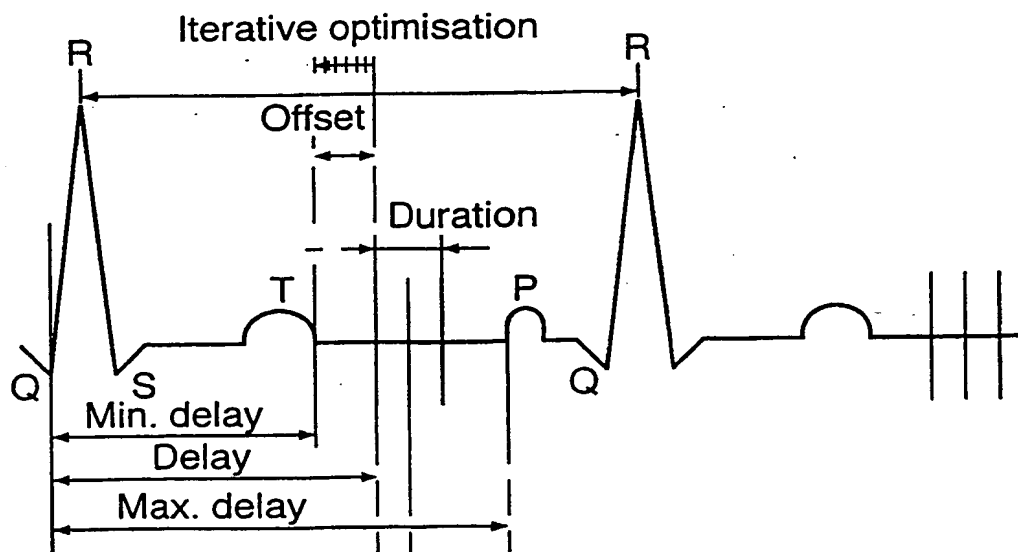 Iterative optimisation
R
R
Offset
Duration
T
P
Q
S
Q
Min. delay
Delay
Max. delay